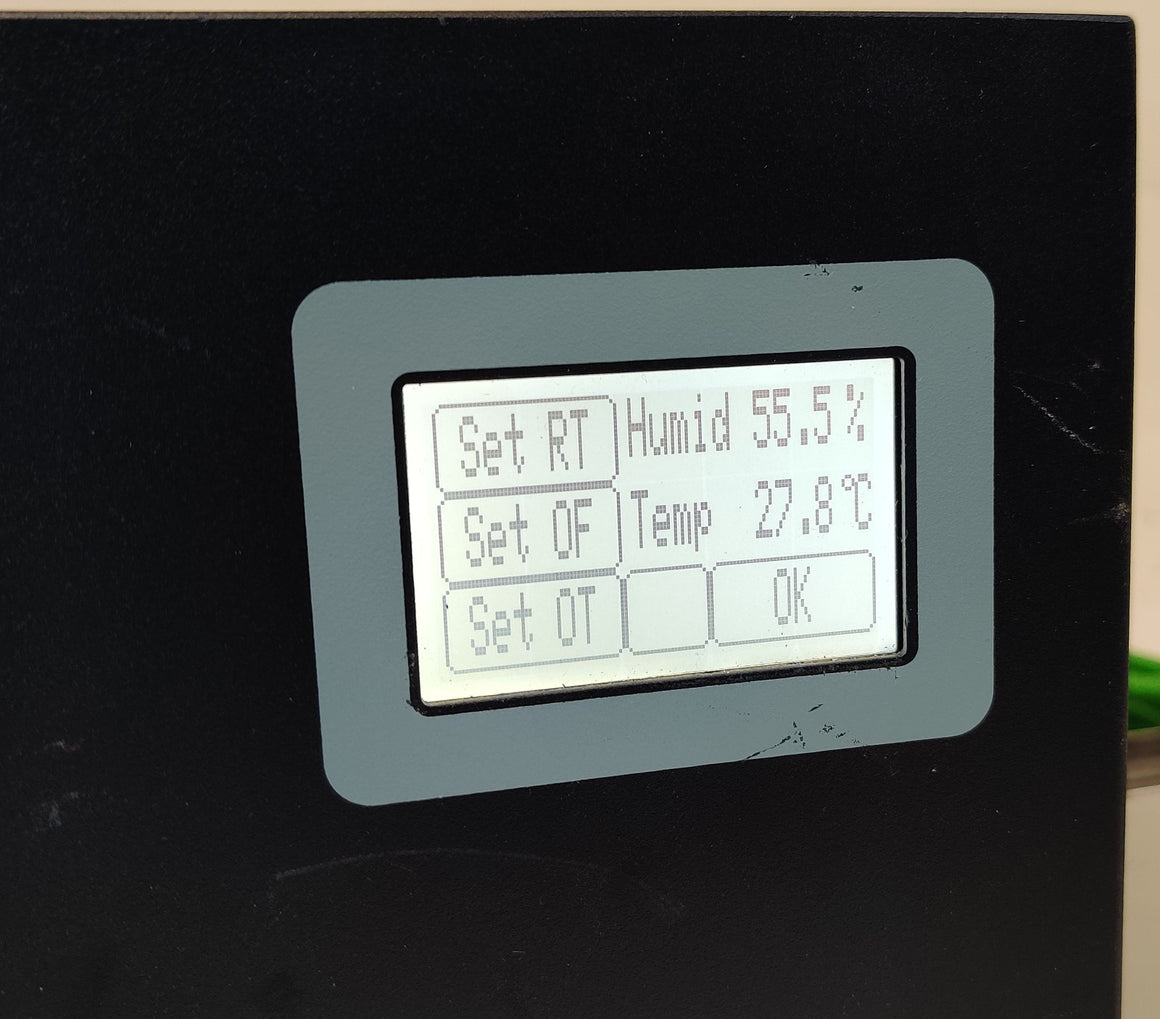 Set RT Humid 55.5%
Set OF Temp 27.8℃
Set OT OK